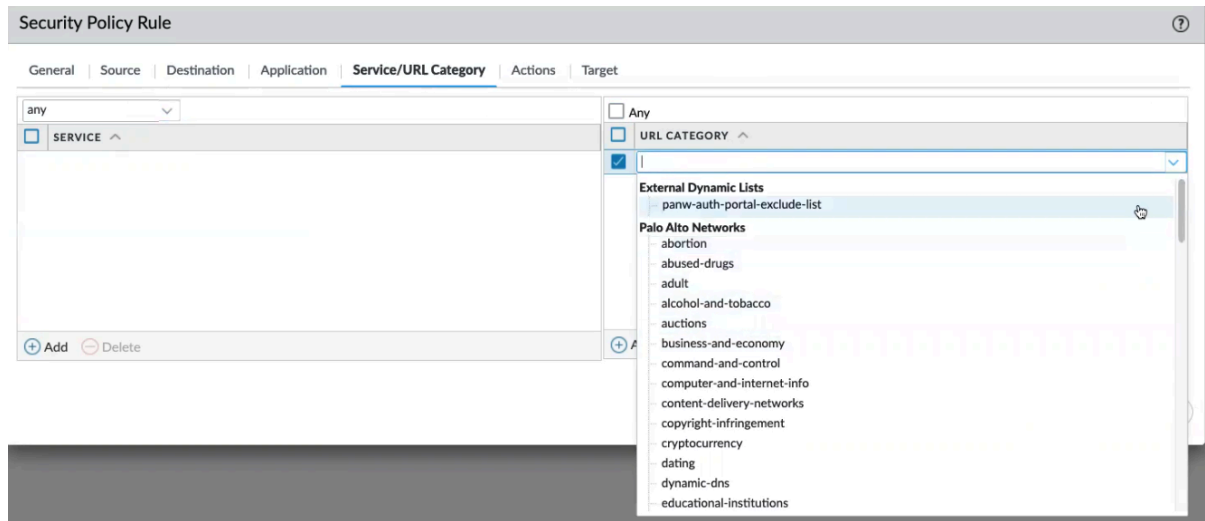 Security Policy Rule
General Source Destination Application Service/URL Category Actions Target
any
Any
SERVICE
URL CATEGORY
External Dynamic Lists
panw-auth-portal-exclude-list
Palo Alto Networks
abortion
abused-drugs
adult
alcohol-and-tobacco
auctions
Add Delete
business-and-economy
command-and-control
computer-and-internet-info
content-delivery-networks
copyright-infringement
cryptocurrency
dating
dynamic-dns
educational-institutions